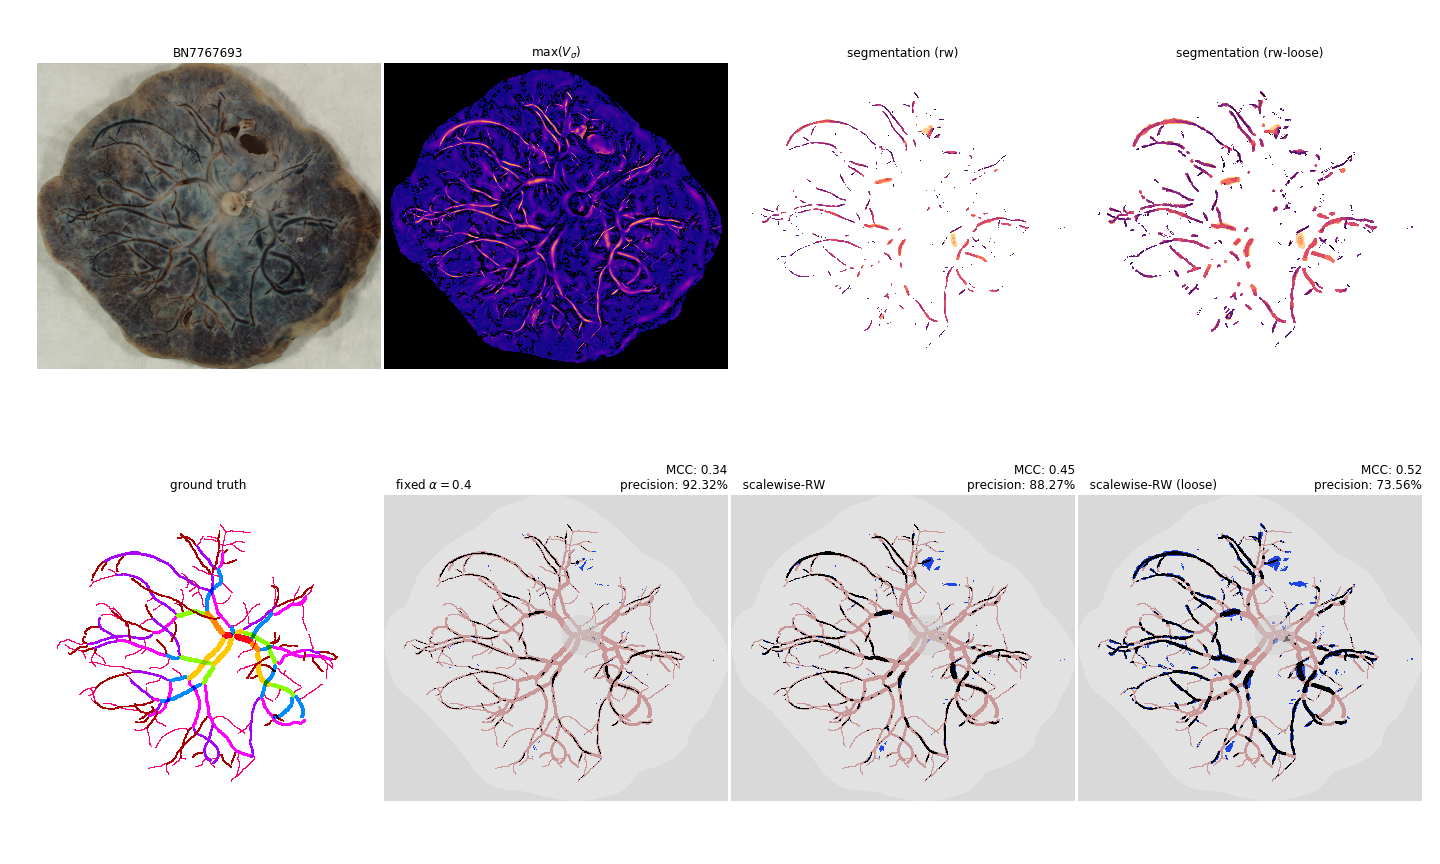 BN7767693
max(V_σ)
segmentation (rw)
segmentation (rw-loose)
ground truth
fixed α = 0.4
MCC: 0.34
precision: 92.32%
scalewise-RW
MCC: 0.45
precision: 88.27%
scalewise-RW (loose)
MCC: 0.52
precision: 73.56%